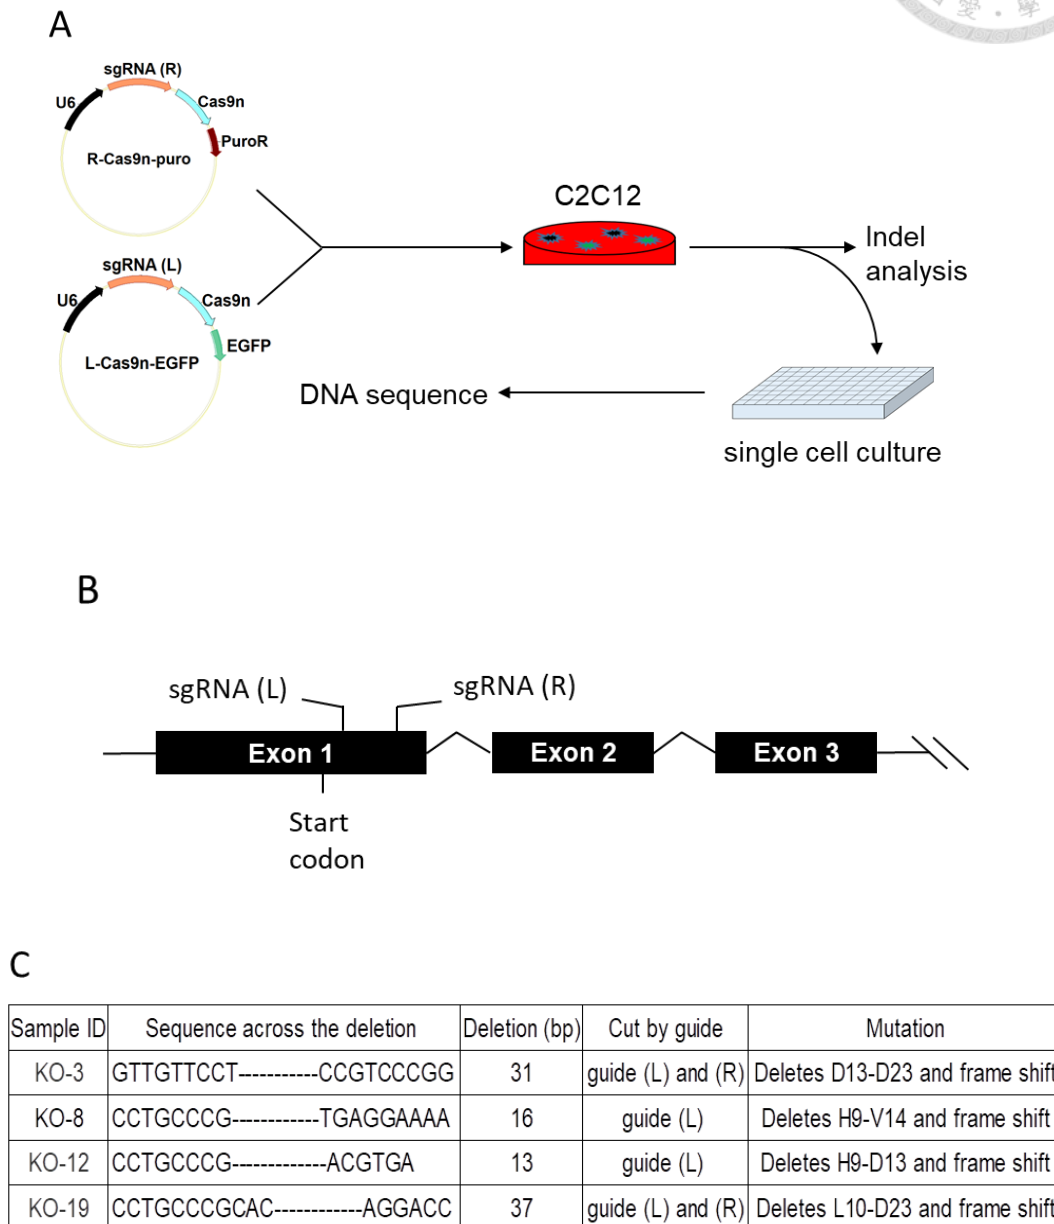 A
sgRNA (R)
U6
Cas9n
PuroR
R-Cas9n-puro
sgRNA (L)
U6
Cas9n
EGFP
L-Cas9n-EGFP
C2C12
Indel
analysis
DNA sequence
single cell culture
B
sgRNA (L)
sgRNA (R)
Exon 1
Exon 2
Exon 3
Start
codon
C
Sample ID Sequence across the deletion Deletion (bp) Cut by guide Mutation
KO-3 GTTGTTCCT-----------CCGTCCCGG 31 guide (L) and (R) Deletes D13-D23 and frame shift
KO-8 CCTGCCCG------------TGAGGAAAA 16 guide (L) Deletes H9-V14 and frame shift
KO-12 CCTGCCCG-------------ACGTGA 13 guide (L) Deletes H9-D13 and frame shift
KO-19 CCTGCCCGCAC------------AGGACC 37 guide (L) and (R) Deletes L10-D23 and frame shift